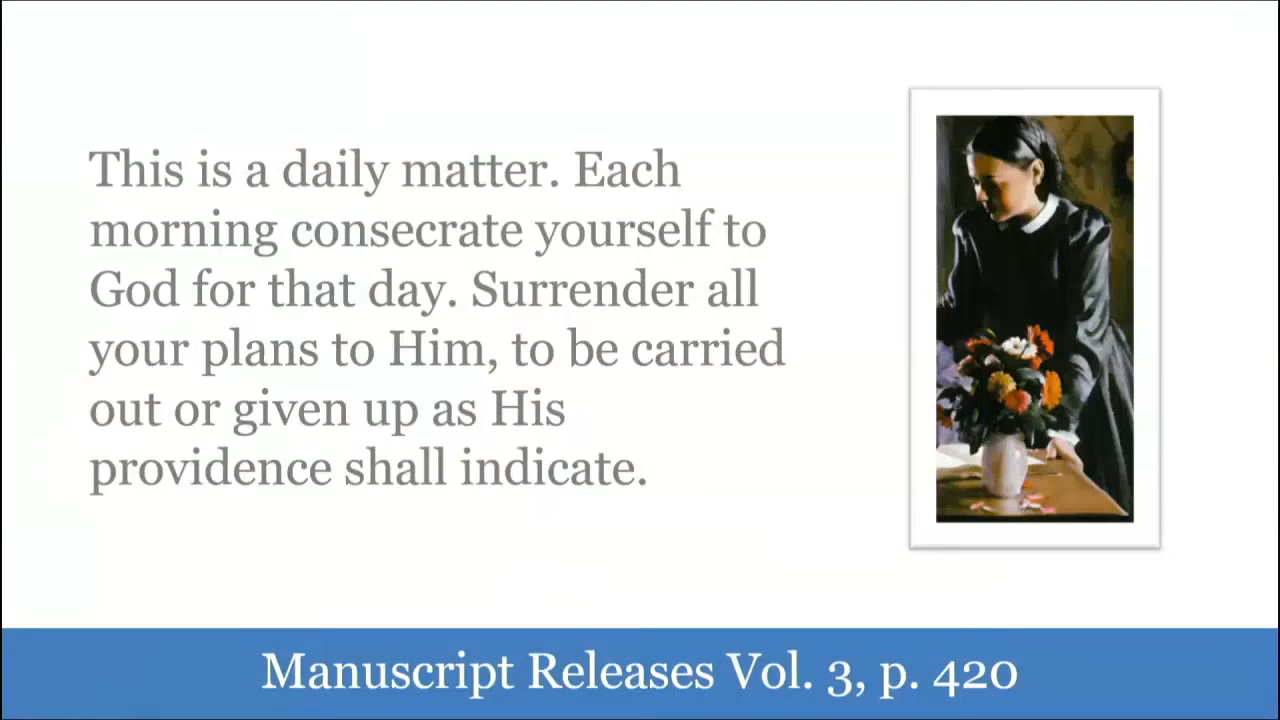 This is a daily matter. Each
morning consecrate yourself to
God for that day. Surrender all
your plans to Him, to be carried
out or given up as His
providence shall indicate.
Manuscript Releases Vol. 3, p. 420